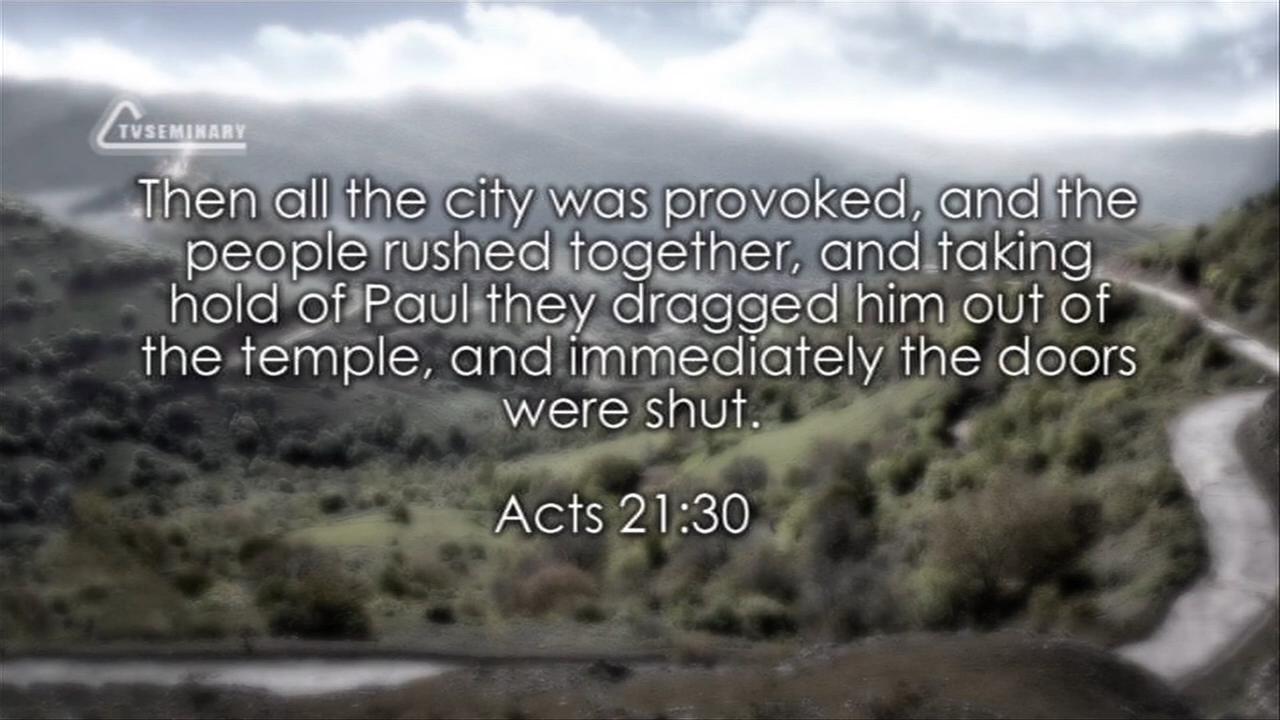 TVSEMINARY
Then all the city was provoked, and the
people rushed together, and taking
hold of Paul they dragged him out of
the temple, and immediately the doors
were shut.
Acts 21:30